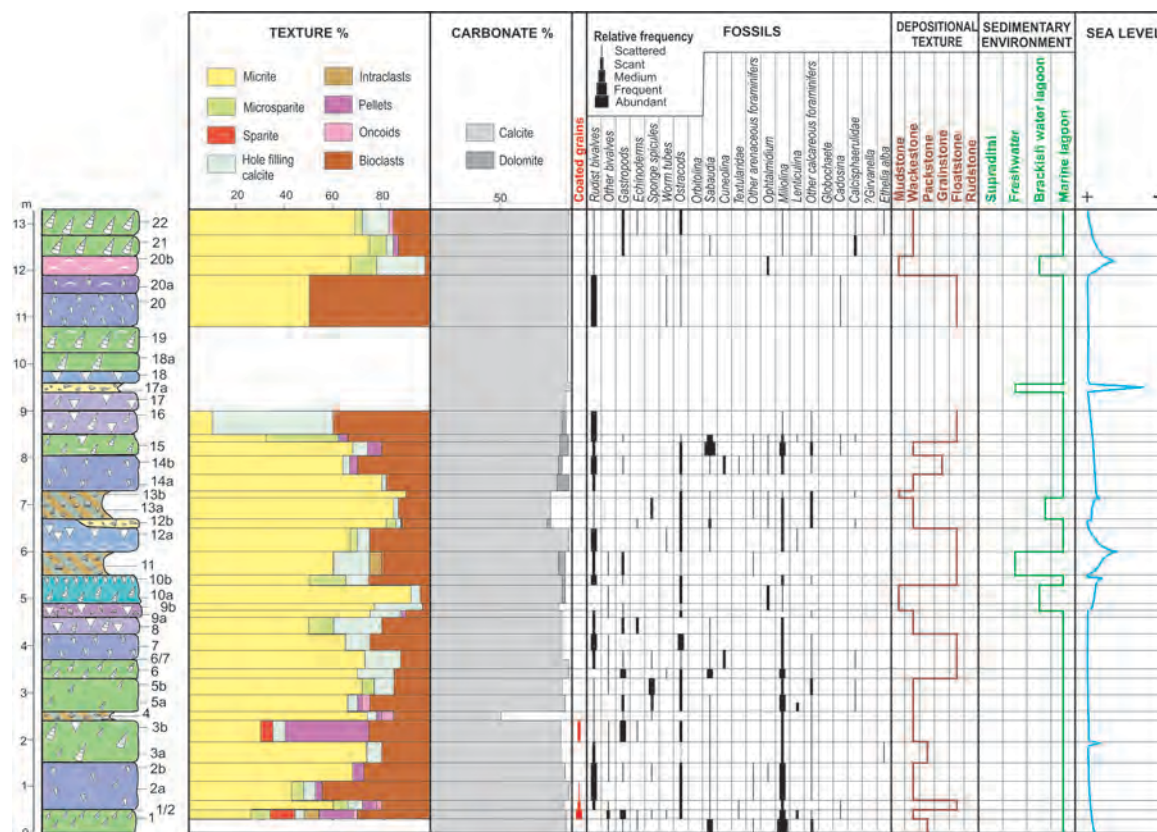 TEXTURE %
Micrite
Microsparite
Sparite
Hole filling
calcite
Intraclasts
Pellets
Oncoids
Bioclasts
20 40 60 80
CARBONATE %
Calcite
Dolomite
50
Coated grains
FOSSILS
Relative frequency
Scattered
Scant
Medium
Frequent
Abundant
Rudist bivalves
Other bivalves
Gastropods
Echinoderms
Sponge spicules
Worm tubes
Ostrecods
Orbitolina
Sabaudia
Cuneolina
Textularidae
Other arenaceous foraminifers
Ophtalmidium
Miliolina
Lenticulina
Other calcareous foraminifers
Globochaete
Cadosina
Calcisphaerulidae
?Girvanella
Ethelia alba
DEPOSITIONAL
TEXTURE
Mudstone
Wackestone
Packstone
Grainstone
Floatstone
Rudstone
SEDIMENTARY
ENVIRONMENT
Supradital
Freshwater
Brackish water lagoon
Marine lagoon
SEA LEVEL
+ -
m
13
12
11
10
9
8
7
6
5
4
3
2
1
0
22
21
20b
20a
20
19
18a
18
17a
17
16
15
14b
14a
13b
13a
12b
12a
11
10b
10a
9b
9a
8
7
6/7
6
5b
5a
4
3b
3a
2b
2a
1/2
1